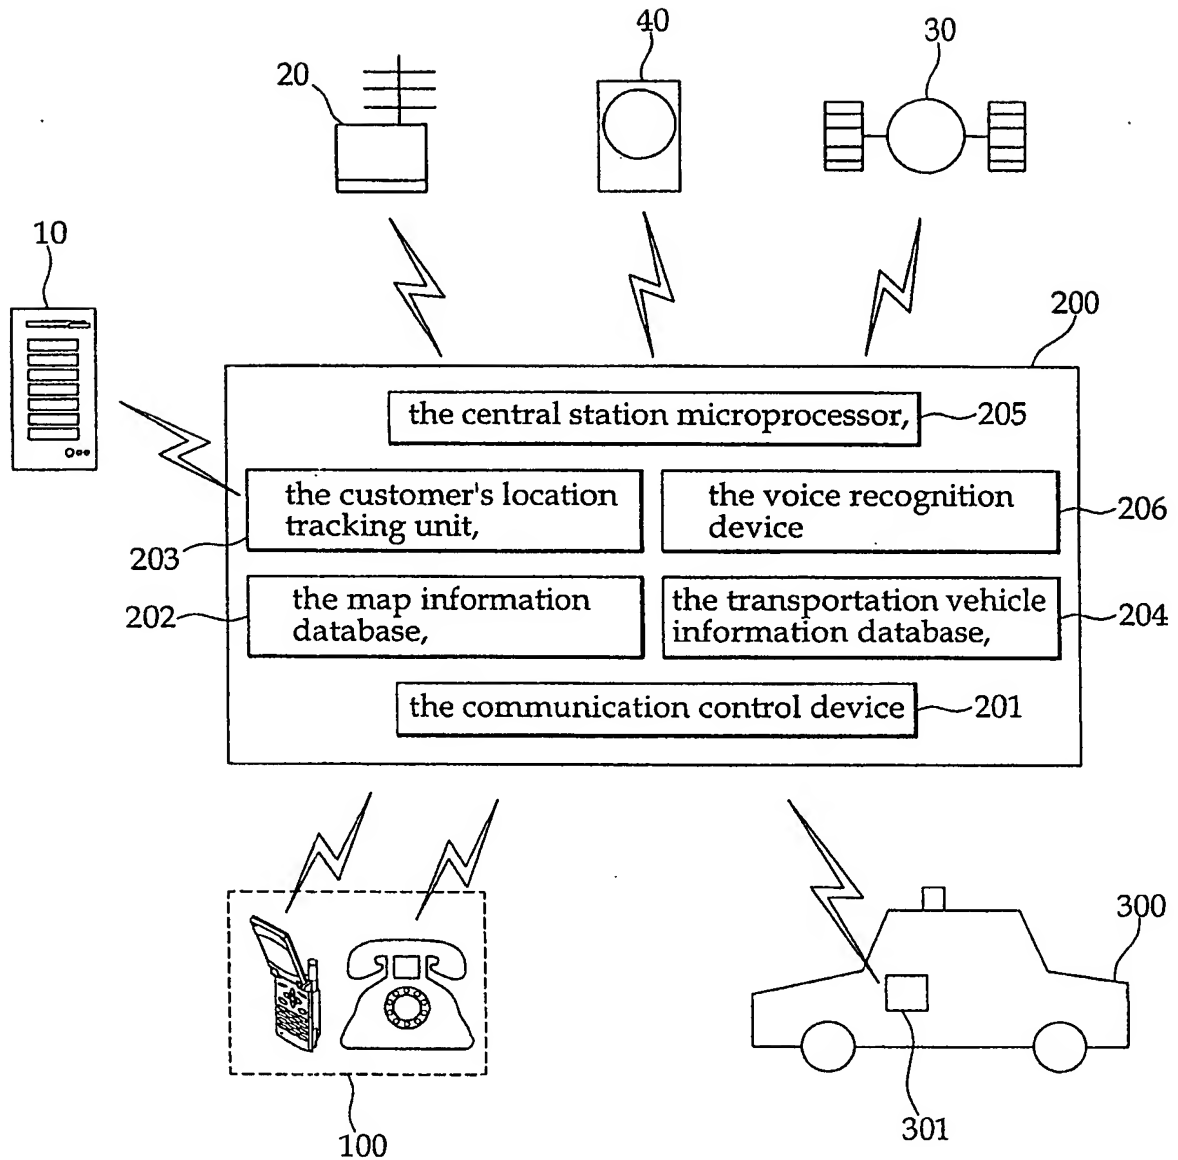 40
30
20
10
200
the central station microprocessor,
205
the customer's location
tracking unit,
203
the voice recognition
device
206
the map information
database,
202
the transportation vehicle
information database,
204
the communication control device
201
300
301
100